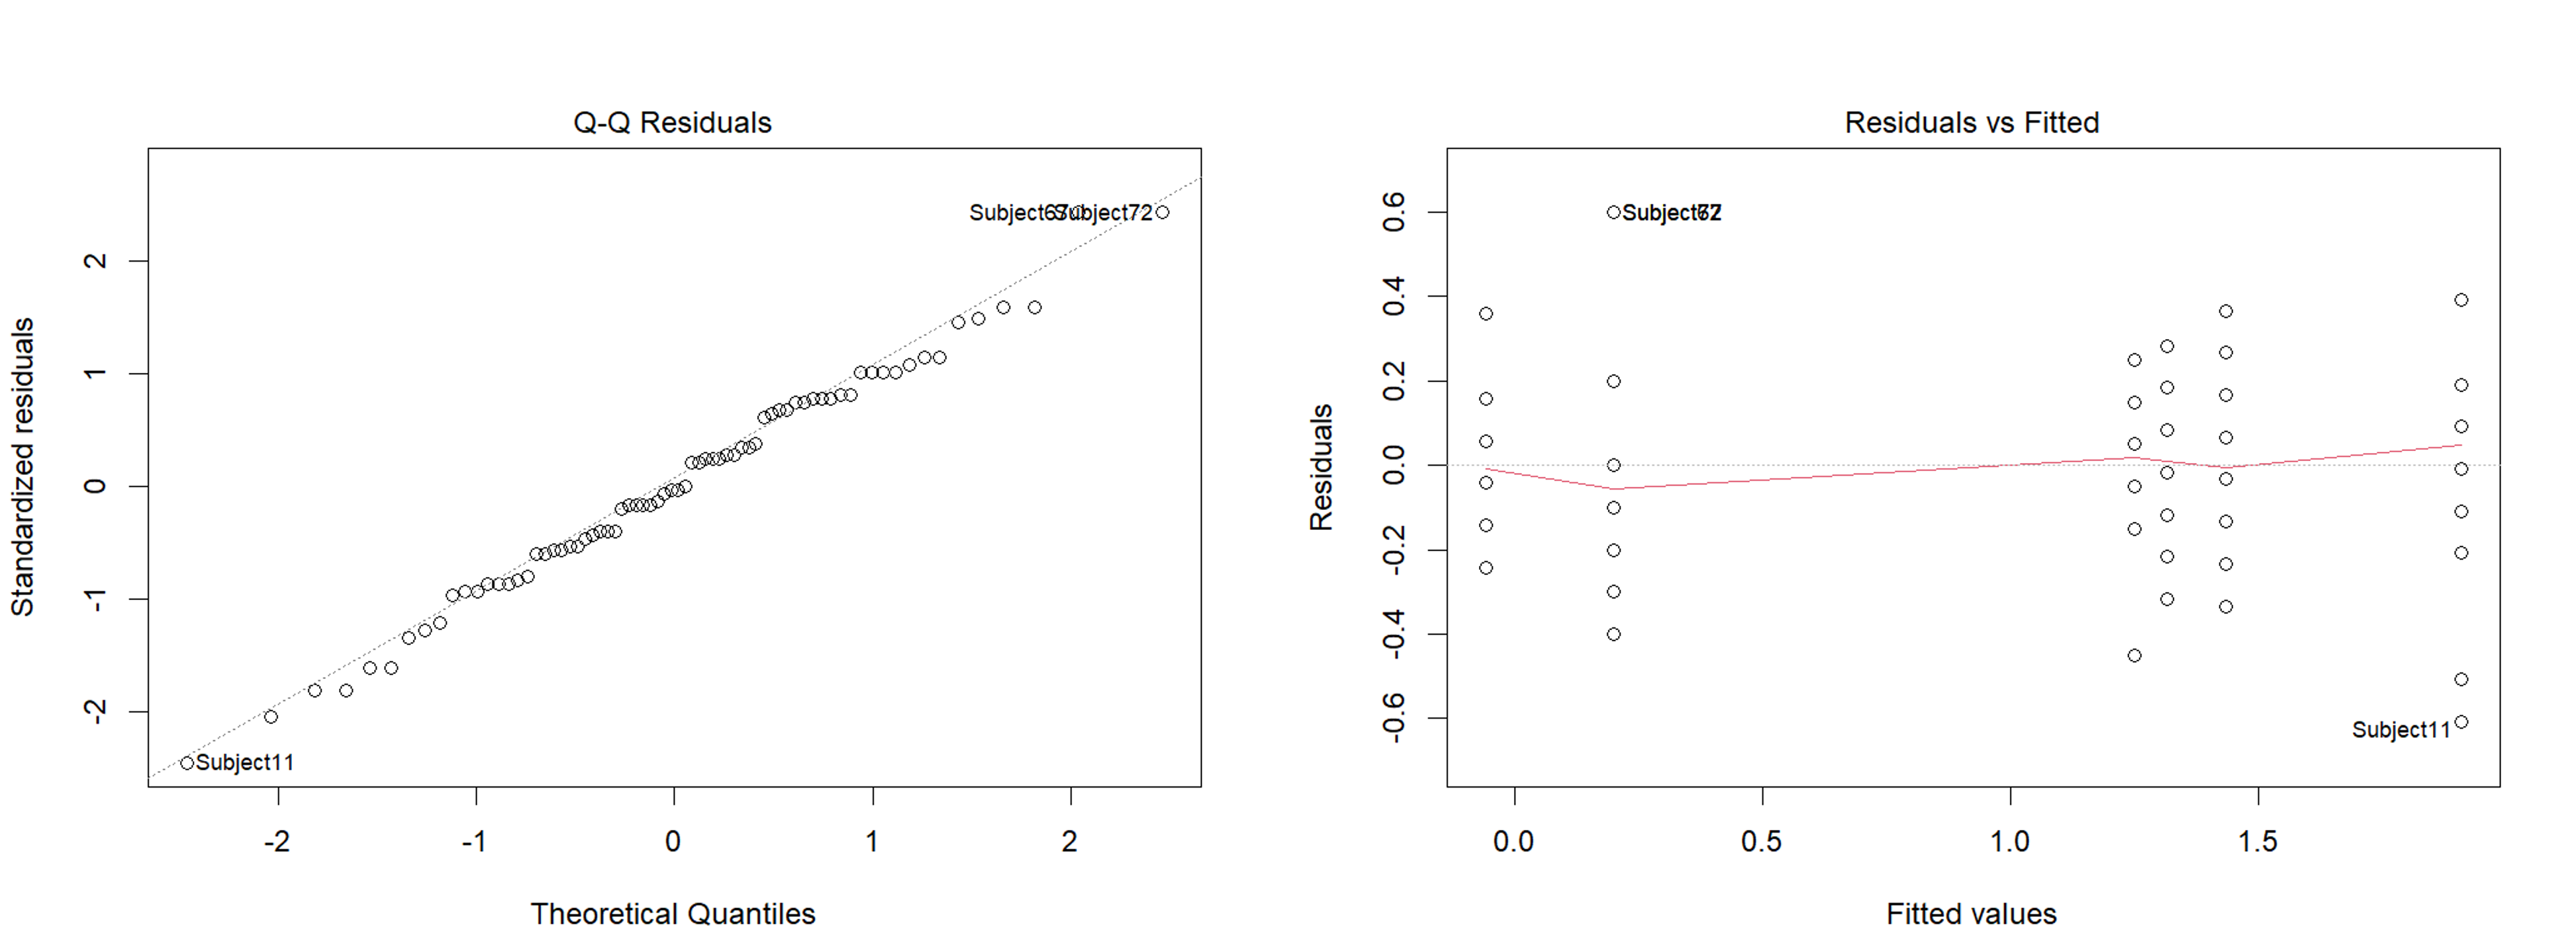 Q-Q Residuals
Standardized residuals
2
1
0
-1
-2
Subject67
Subject72
Subject11
-2 -1 0 1 2
Theoretical Quantiles
Residuals vs Fitted
Residuals
0.6
0.4
0.2
0.0
-0.2
-0.4
-0.6
Subject72
Subject11
0.0 0.5 1.0 1.5
Fitted values